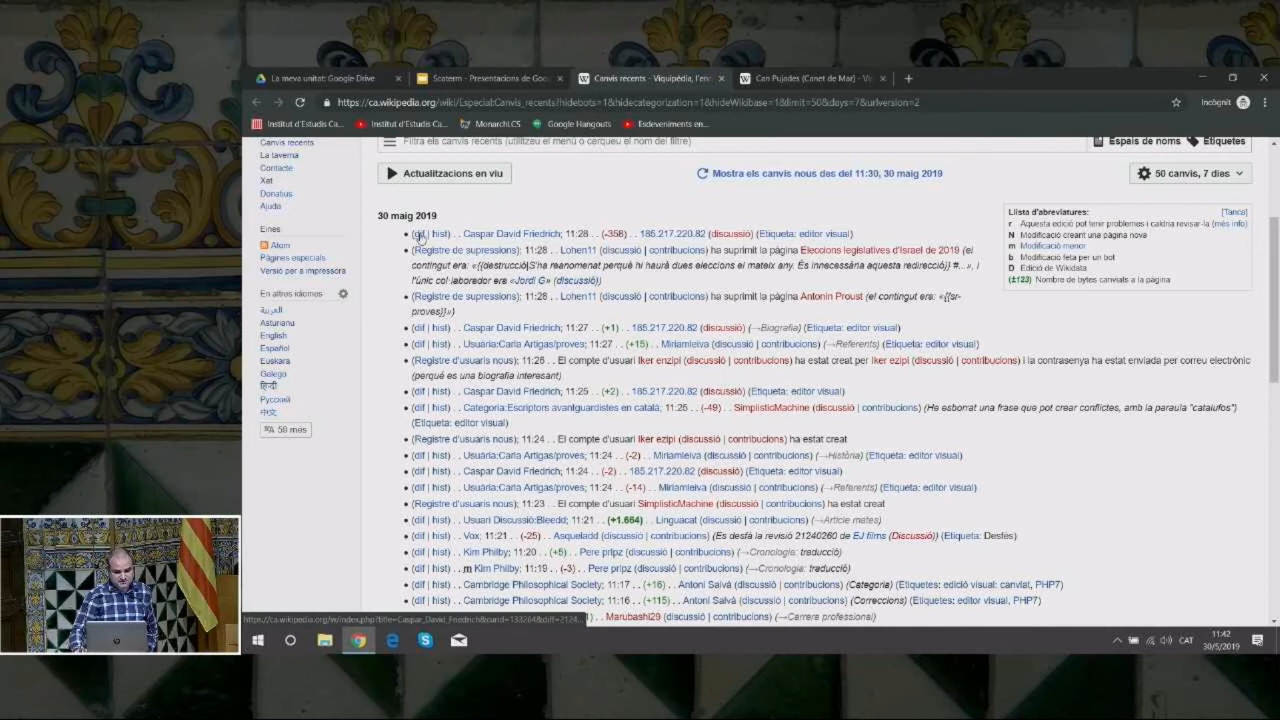 La meva unitat: Google Drive
Scaterm - Presentacions de Goog
Canvis recents - Viquipèdia, l'enc
Can Pujades (Canet de Mar) - Vi
https://ca.wikipedia.org/wiki/Especial:Canvis_recents?hidebots=1&hidecategorization=1&hideWikibase=1&limit=50&days=7&urlversion=2
Incògnit
Institut d'Estudis Ca...
Institut d'Estudis Ca...
MonarchLCS
Google Hangouts
Esdeveniments en...
Canvis recents
La taverna
Contacte
Xat
Donatius
Ajuda
Eines
Atom
Pàgines especials
Versió per a impressora
En altres idiomes
العربية
Asturianu
English
Español
Euskara
Galego
हिन्दी
Русский
中文
58 més
Filtra els canvis recents (utilitzeu el menú o cerqueu el nom del filtre)
Espais de noms
Etiquetes
Actualitzacions en viu
Mostra els canvis nous des del 11:30, 30 maig 2019
50 canvis, 7 dies
Llista d'abreviatures: [Tanca]
r Aquesta edició pot tenir problemes i caldria revisar-la (més info)
N Modificació creant una pàgina nova
m Modificació menor
b Modificació feta per un bot
D Edició de Wikidata
(±123) Nombre de bytes canviats a la pàgina
30 maig 2019
(dif | hist) . . Caspar David Friedrich; 11:28 . . (-358) . . 185.217.220.82 (discussió) (Etiqueta: editor visual)
(Registre de supressions); 11:28 . . Lohen11 (discussió | contribucions) ha suprimit la pàgina Eleccions legislatives d'Israel de 2019 (el
contingut era: «{{destrucció|S'ha reanomenat perquè hi haurà dues eleccions el mateix any. És innecessària aquesta redirecció}} #...», i
l'únic col·laborador era «Jordi G» (discussió))
(Registre de supressions); 11:28 . . Lohen11 (discussió | contribucions) ha suprimit la pàgina Antonin Proust (el contingut era: «{{sr-
proves}}»)
(dif | hist) . . Caspar David Friedrich; 11:27 . . (+1) . . 185.217.220.82 (discussió) (→Biografia) (Etiqueta: editor visual)
(dif | hist) . . Usuària:Carla Artigas/proves; 11:27 . . (+15) . . Miriamleiva (discussió | contribucions) (→Referents) (Etiqueta: editor visual)
(Registre d'usuaris nous); 11:26 . . El compte d'usuari Iker enzipi (discussió | contribucions) ha estat creat per Iker ezipi (discussió | contribucions) i la contrasenya ha estat enviada per correu electrònic
(perqué es una biografia interesant)
(dif | hist) . . Caspar David Friedrich; 11:25 . . (+2) . . 185.217.220.82 (discussió) (Etiqueta: editor visual)
(dif | hist) . . Categoria:Escriptors avantguardistes en català; 11:25 . . (-49) . . SimplisticMachine (discussió | contribucions) (He esborrat una frase que pot crear conflictes, amb la paraula "catalufos")
(Etiqueta: editor visual)
(Registre d'usuaris nous); 11:24 . . El compte d'usuari Iker ezipi (discussió | contribucions) ha estat creat
(dif | hist) . . Usuària:Carla Artigas/proves; 11:24 . . (-2) . . Miriamleiva (discussió | contribucions) (→Història) (Etiqueta: editor visual)
(dif | hist) . . Caspar David Friedrich; 11:24 . . (-2) . . 185.217.220.82 (discussió) (Etiqueta: editor visual)
(dif | hist) . . Usuària:Carla Artigas/proves; 11:24 . . (-14) . . Miriamleiva (discussió | contribucions) (→Referents) (Etiqueta: editor visual)
(Registre d'usuaris nous); 11:23 . . El compte d'usuari SimplisticMachine (discussió | contribucions) ha estat creat
(dif | hist) . . Usuari Discussió:Bleedd; 11:21 . . (+1.664) . . Linguacat (discussió | contribucions) (→Article mates)
(dif | hist) . . Vox; 11:21 . . (-25) . . Asqueladd (discussió | contribucions) (Es desfà la revisió 21240260 de EJ films (Discussió)) (Etiqueta: Desfés)
(dif | hist) . . Kim Philby; 11:20 . . (+5) . . Pere prlpz (discussió | contribucions) (→Cronologia: traducció)
(dif | hist) . . m Kim Philby; 11:19 . . (-3) . . Pere prlpz (discussió | contribucions) (→Cronologia: traducció)
(dif | hist) . . Cambridge Philosophical Society; 11:17 . . (+16) . . Antoni Salvà (discussió | contribucions) (Categoria) (Etiquetes: edició visual: canviat, PHP7)
(dif | hist) . . Cambridge Philosophical Society; 11:16 . . (+115) . . Antoni Salvà (discussió | contribucions) (Correccions) (Etiquetes: editor visual, PHP7)
1) . . Marubashi29 (discussió | contribucions) (→Carrera professional)
https://ca.wikipedia.org/w/index.php?title=Caspar_David_Friedrich&curid=133264&diff=2124...
CAT
11:42
30/5/2019